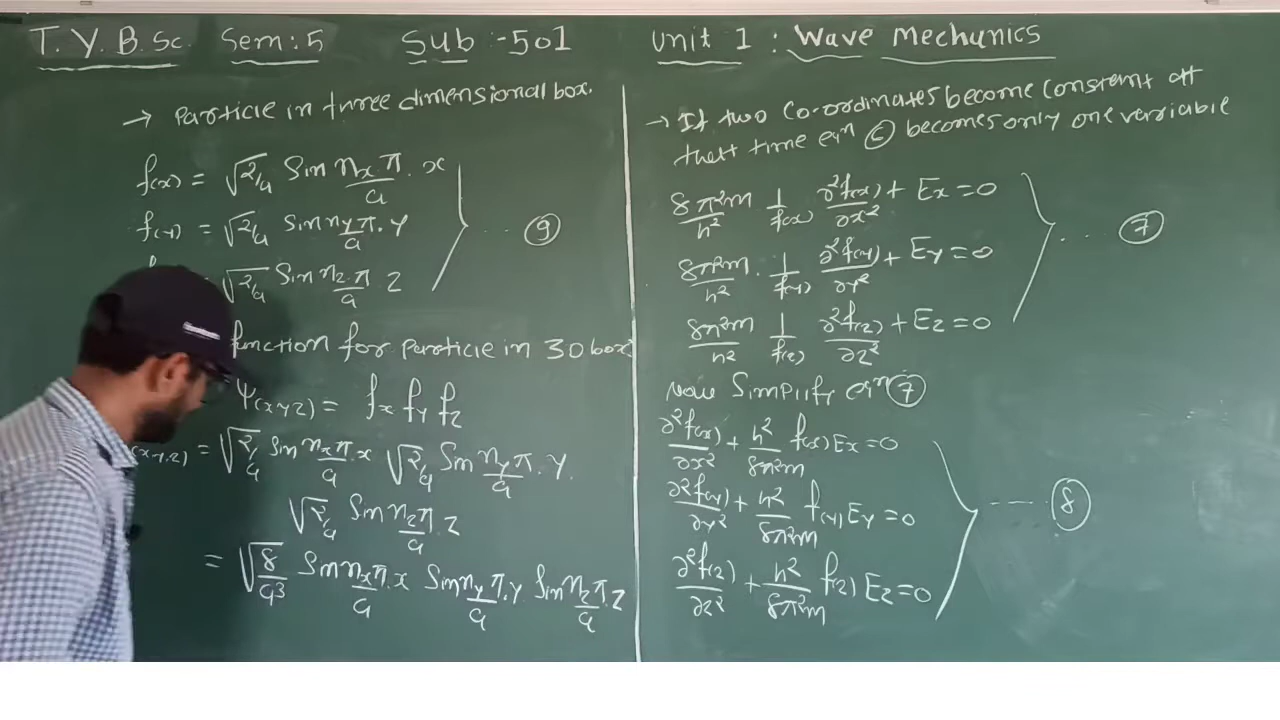 T.Y.B.Sc. Sem:5 Sub:-501 Unit 1: Wave Mechanics
→ Particle in three dimensional box.
f(x) = √2/a Sin nxπ/a . x
f(y) = √2/a Sin nyπ/a . y
= √2/a Sin nzπ/a z
... ⑨
function for particle in 3D box
Ψ(xyz) = fx fy fz
(x,y,z) = √2/a Sin nxπ/a . x √2/a Sin nyπ/a . y
√2/a Sin nzπ/a . z
= √8/a³ Sin nxπ/a . x Sin nyπ/a . y Sin nzπ/a . z
→ If two Co-ordinates become constant at
that time eqn ⑥ becomes only one variable
8π²m/h² 1/f(x) ∂²f(x)/∂x² + Ex = 0
8π²m/h² . 1/f(y) ∂²f(y)/∂y² + Ey = 0
8π²m/h² 1/f(z) ∂²f(z)/∂z² + Ez = 0
... ⑦
Now Simplify eqn ⑦
∂²f(x)/∂x² + h²/8π²m f(x) Ex = 0
∂²f(y)/∂y² + h²/8π²m f(y) Ey = 0
∂²f(z)/∂z² + h²/8π²m f(z) Ez = 0
---- ⑧